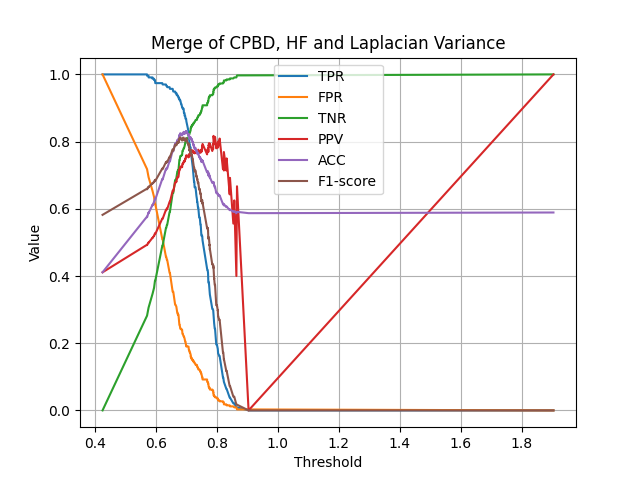 Merge of CPBD, HF and Laplacian Variance
Value
1.0
0.8
0.6
0.4
0.2
0.0
TPR
FPR
TNR
PPV
ACC
F1-score
0.4 0.6 0.8 1.0 1.2 1.4 1.6 1.8
Threshold